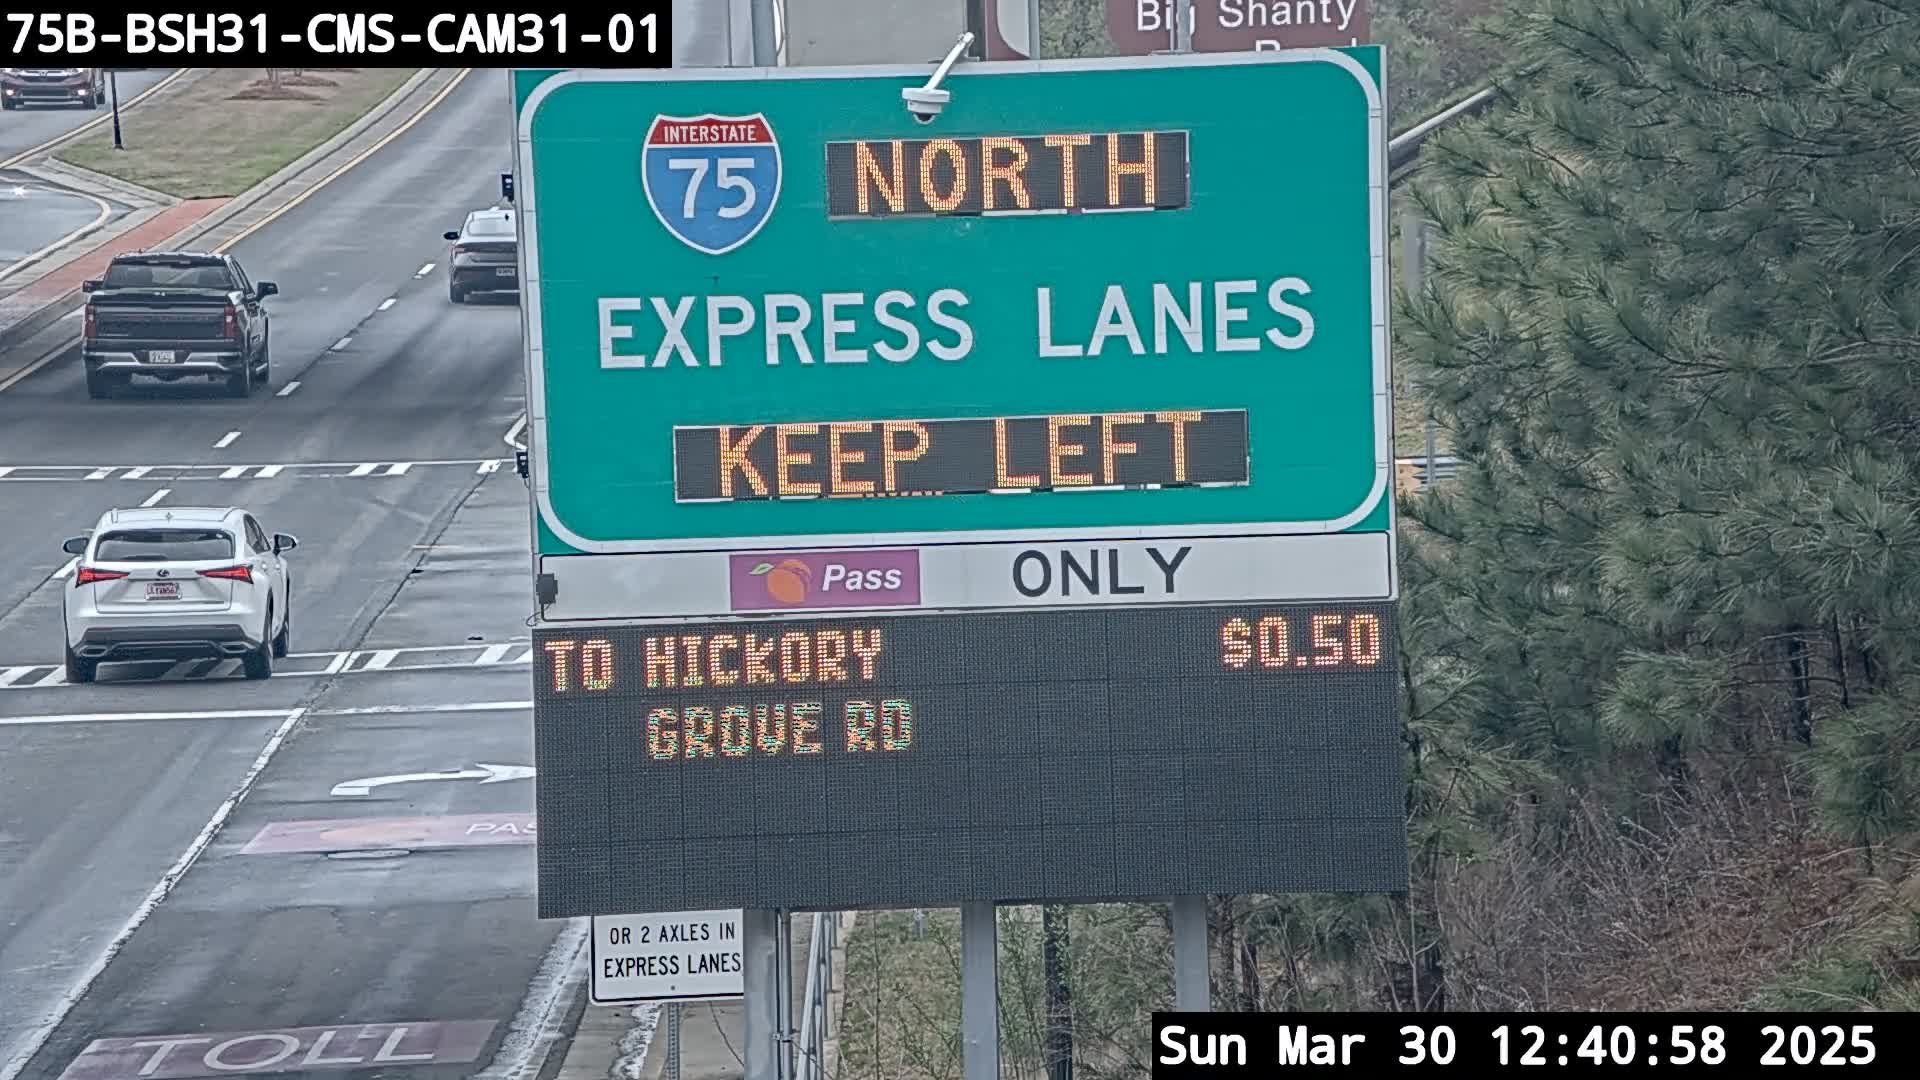 75B-BSH31-CMS-CAM31-01
Big Shanty
INTERSTATE
75
NORTH
EXPRESS LANES
KEEP LEFT
Pass
ONLY
TO HICKORY $0.50
GROVE RD
OR 2 AXLES IN
EXPRESS LANES
TOLL
Sun Mar 30 12:40:58 2025